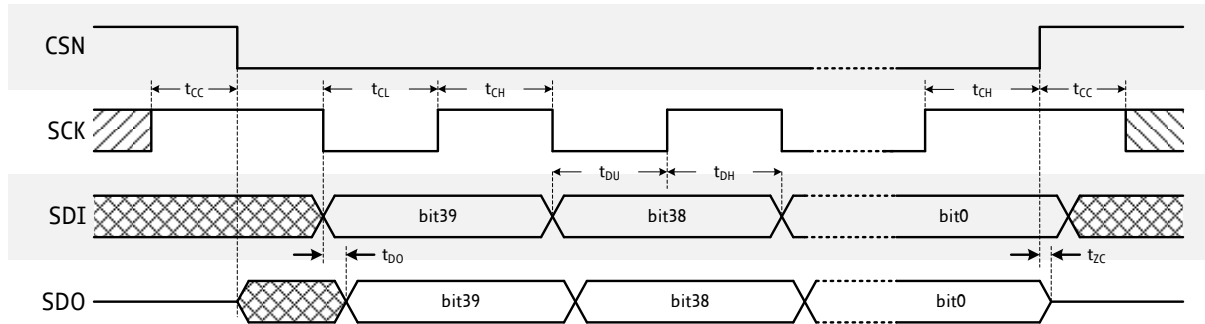 CSN
tCC tCL tCH tCH tCC
SCK
tDU tDH
SDI bit39 bit38 bit0
tDO tZC
SDO bit39 bit38 bit0